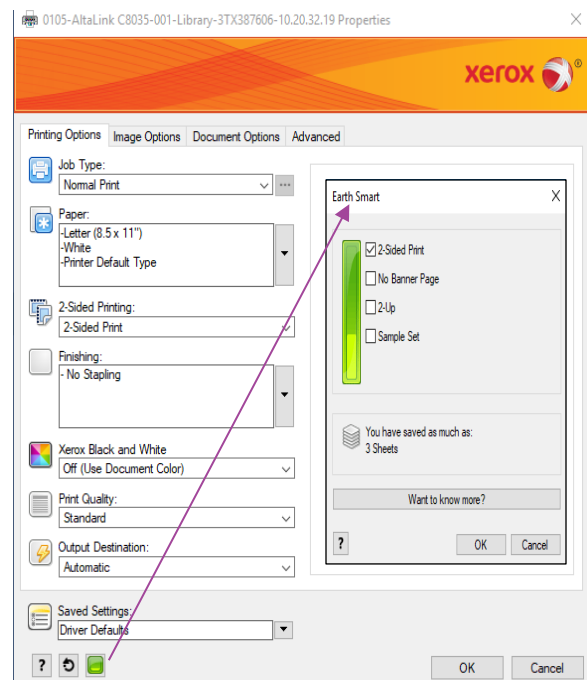 0105-AltaLink C8035-001-Library-3TX387606-10.20.32.19 Properties
xerox
Printing Options Image Options Document Options Advanced
Job Type:
Normal Print
Paper:
-Letter (8.5 x 11")
-White
-Printer Default Type
2-Sided Printing:
2-Sided Print
Finishing:
- No Stapling
Xerox Black and White
Off (Use Document Color)
Print Quality:
Standard
Output Destination:
Automatic
Earth Smart
2-Sided Print
No Banner Page
2-Up
Sample Set
You have saved as much as:
3 Sheets
Want to know more?
? OK Cancel
Saved Settings:
Driver Defaults
? OK Cancel